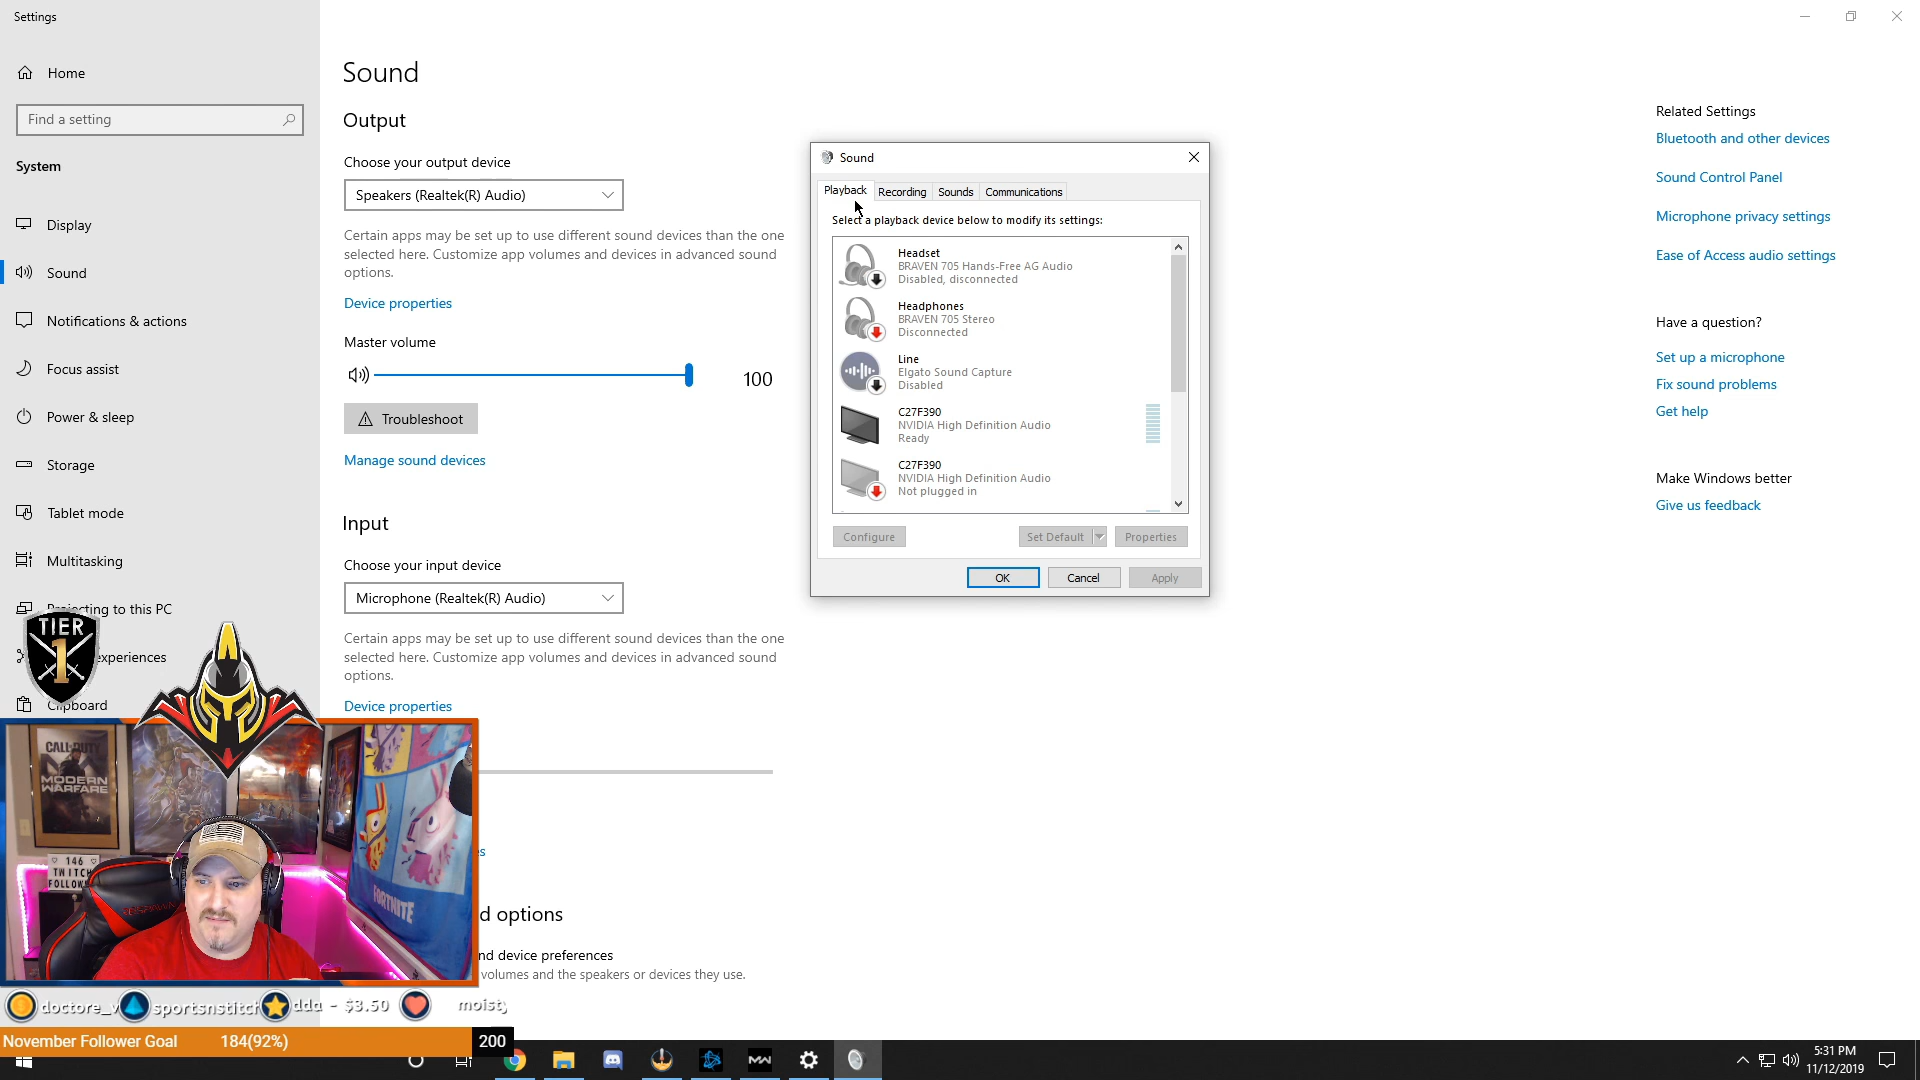 Settings
Home
Find a setting
System
Display
Sound
Notifications & actions
Focus assist
Power & sleep
Storage
Tablet mode
Multitasking
Projecting to this PC
experiences
Clipboard
Sound
Output
Choose your output device
Speakers (Realtek(R) Audio)
Certain apps may be set up to use different sound devices than the one
selected here. Customize app volumes and devices in advanced sound
options.
Device properties
Master volume
100
Troubleshoot
Manage sound devices
Input
Choose your input device
Microphone (Realtek(R) Audio)
Certain apps may be set up to use different sound devices than the one
selected here. Customize app volumes and devices in advanced sound
options.
Device properties
es
d options
nd device preferences
volumes and the speakers or devices they use.
Sound
Playback Recording Sounds Communications
Select a playback device below to modify its settings:
Headset
BRAVEN 705 Hands-Free AG Audio
Disabled, disconnected
Headphones
BRAVEN 705 Stereo
Disconnected
Line
Elgato Sound Capture
Disabled
C27F390
NVIDIA High Definition Audio
Ready
C27F390
NVIDIA High Definition Audio
Not plugged in
Configure Set Default Properties
OK Cancel Apply
Related Settings
Bluetooth and other devices
Sound Control Panel
Microphone privacy settings
Ease of Access audio settings
Have a question?
Set up a microphone
Fix sound problems
Get help
Make Windows better
Give us feedback
TIER
1
CALL OF DUTY
MODERN
WARFARE
146
TWITCH
FOLLOW
FORTNITE
doctore_v sportsnstitch dda - $3.50 moisty
November Follower Goal 184(92%) 200
MW
5:31 PM
11/12/2019